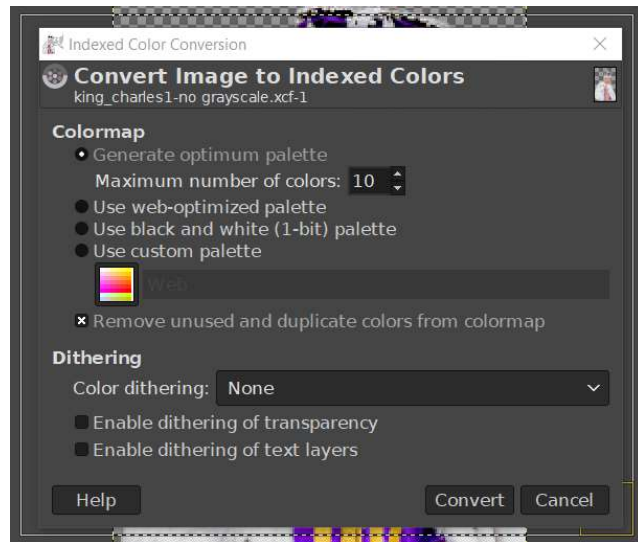 Indexed Color Conversion
Convert Image to Indexed Colors
king_charles1-no grayscale.xcf-1
Colormap
Generate optimum palette
Maximum number of colors: 10
Use web-optimized palette
Use black and white (1-bit) palette
Use custom palette
Web
Remove unused and duplicate colors from colormap
Dithering
Color dithering: None
Enable dithering of transparency
Enable dithering of text layers
Help Convert Cancel